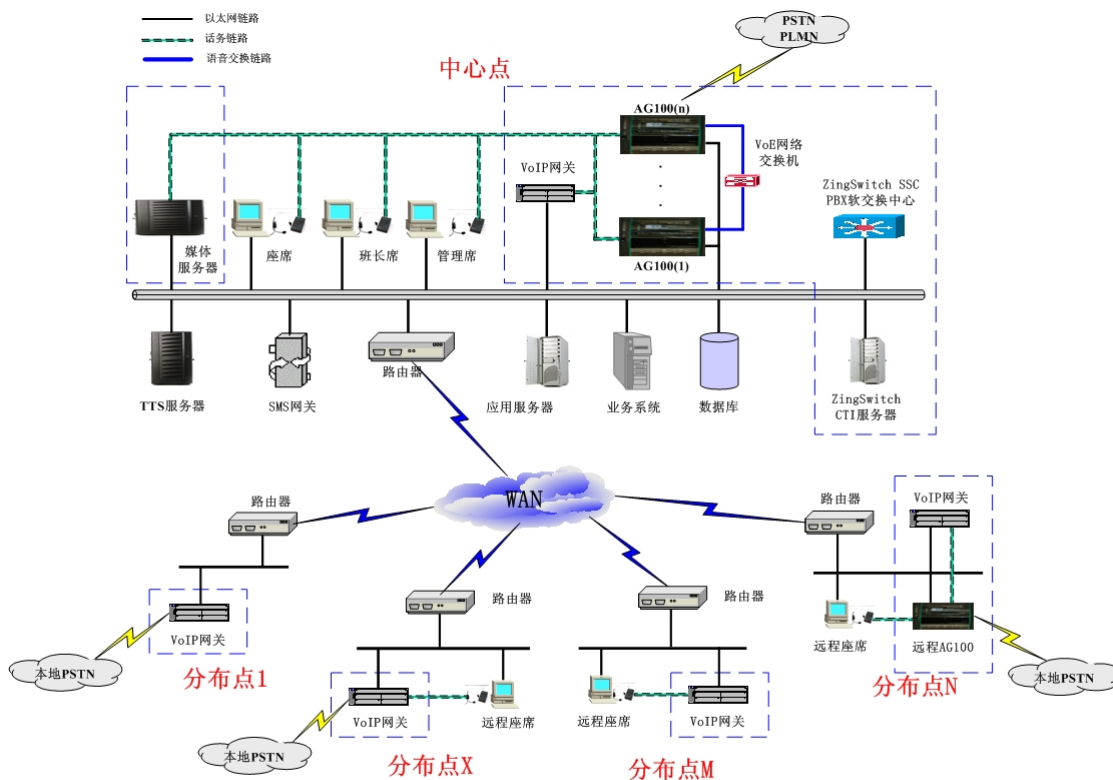 以太网链路
话务链路
语音交换链路
PSTN
PLMN
中心点
AG100(n)
VoE网络
交换机
VoIP网关
ZingSwitch SSC
PBX软交换中心
媒体
服务器
座席
班长席
管理席
AG100(1)
TTS服务器
SMS网关
路由器
应用服务器
业务系统
数据库
ZingSwitch
CTI服务器
WAN
路由器
VoIP网关
本地PSTN
分布点1
路由器
VoIP网关
远程座席
本地PSTN
分布点X
路由器
远程座席
VoIP网关
分布点M
路由器
VoIP网关
远程座席
远程AG100
本地PSTN
分布点N